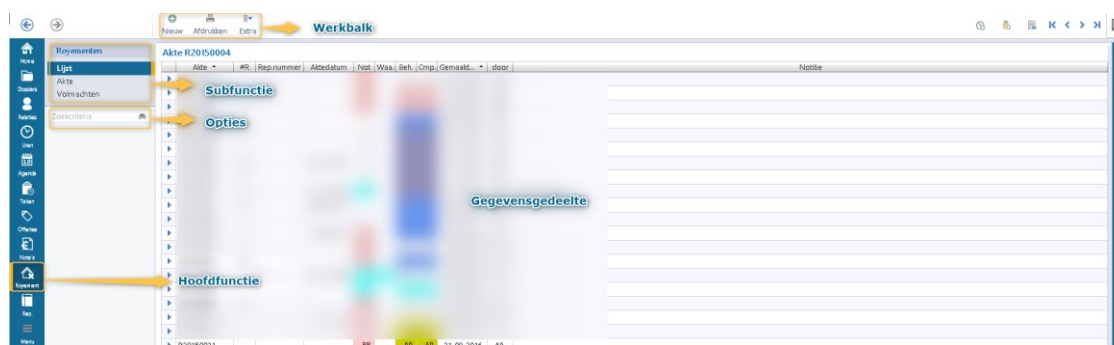 Nieuw Afdrukken Extra
Werkbalk
Home
Dossiers
Relaties
Uren
Agenda
Taken
Offertes
Nota's
Royement
Rep.
Menu
Royementen
Lijst
Akte
Volmachten
Zoekcriteria
Akte R20150004
Akte #R Rep.nummer Aktedatum Not Waa. Beh. Cmp. Gemaakt... door Notitie
Subfunctie
Opties
Gegevensgedeelte
Hoofdfunctie